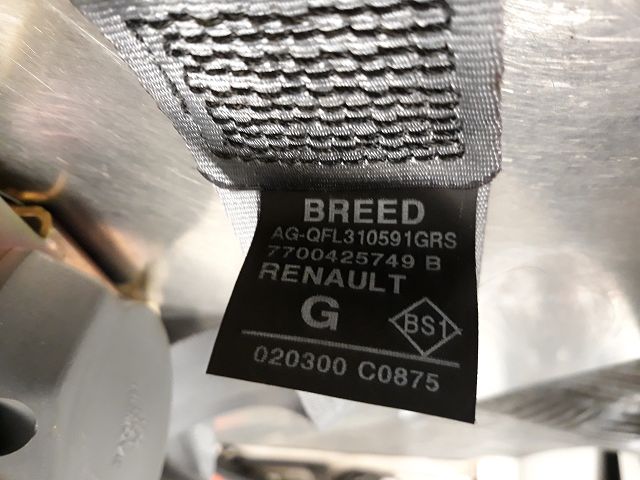 BREED
AG-QFL310591GRS
7700425749 B
RENAULT
G
BS1
020300 C0875